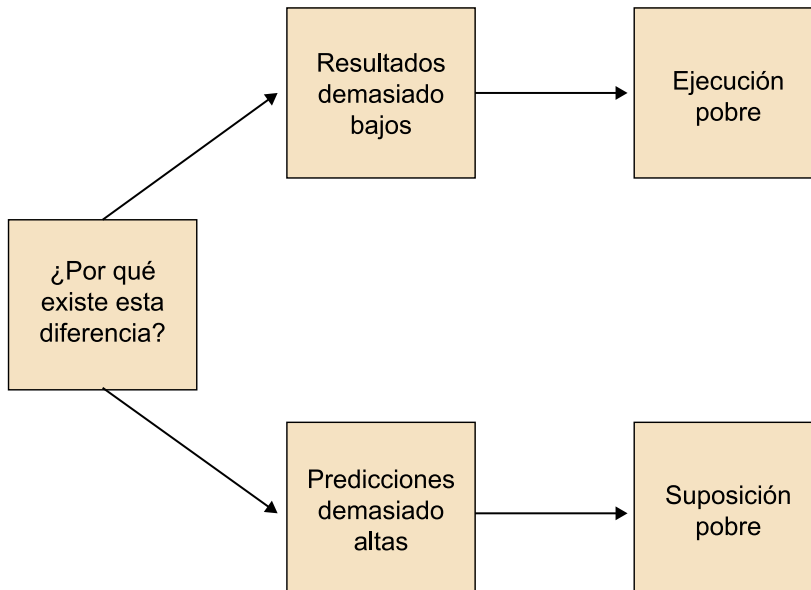 Resultados
demasiado
bajos
Ejecución
pobre
¿Por qué
existe esta
diferencia?
Predicciones
demasiado
altas
Suposición
pobre